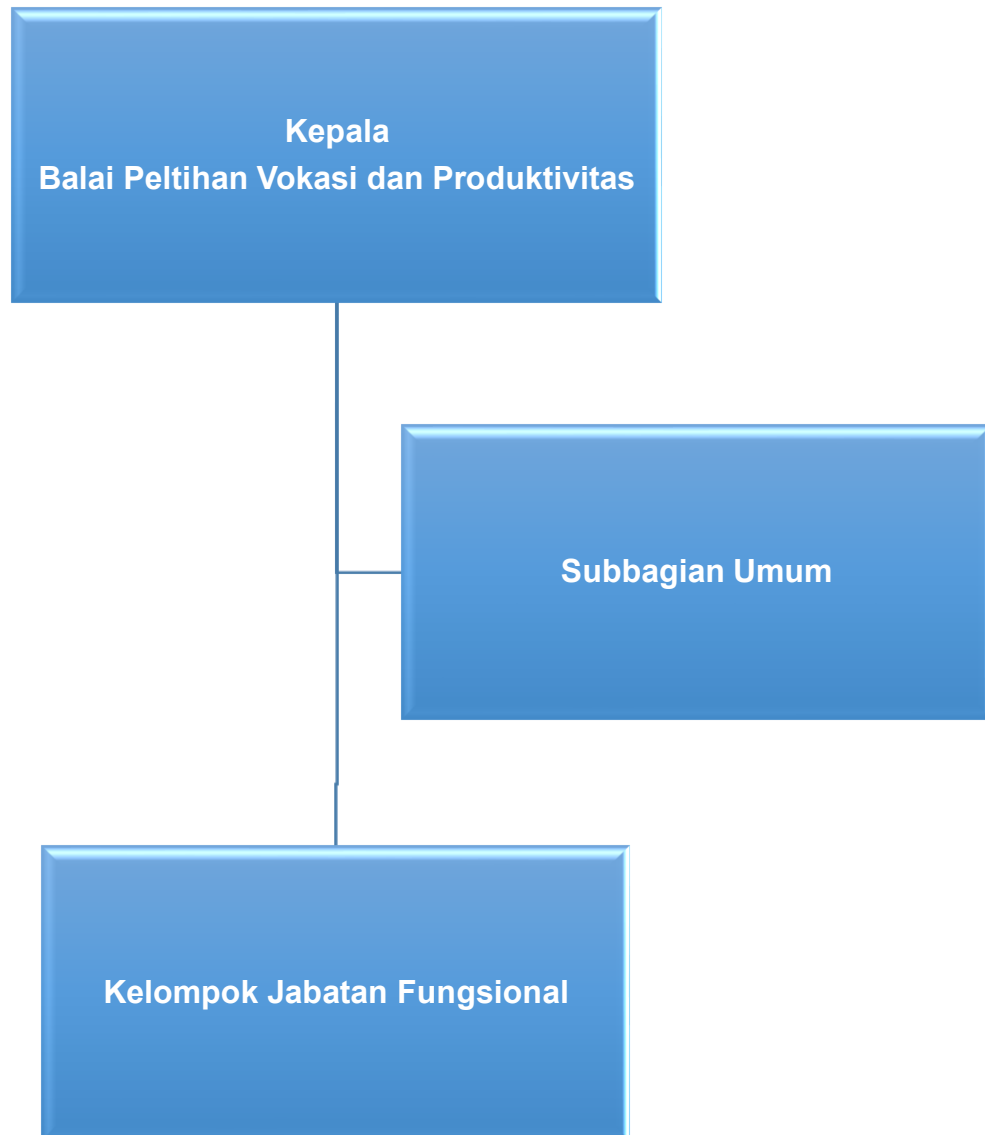 Kepala
Balai Peltihan Vokasi dan Produktivitas
Subbagian Umum
Kelompok Jabatan Fungsional